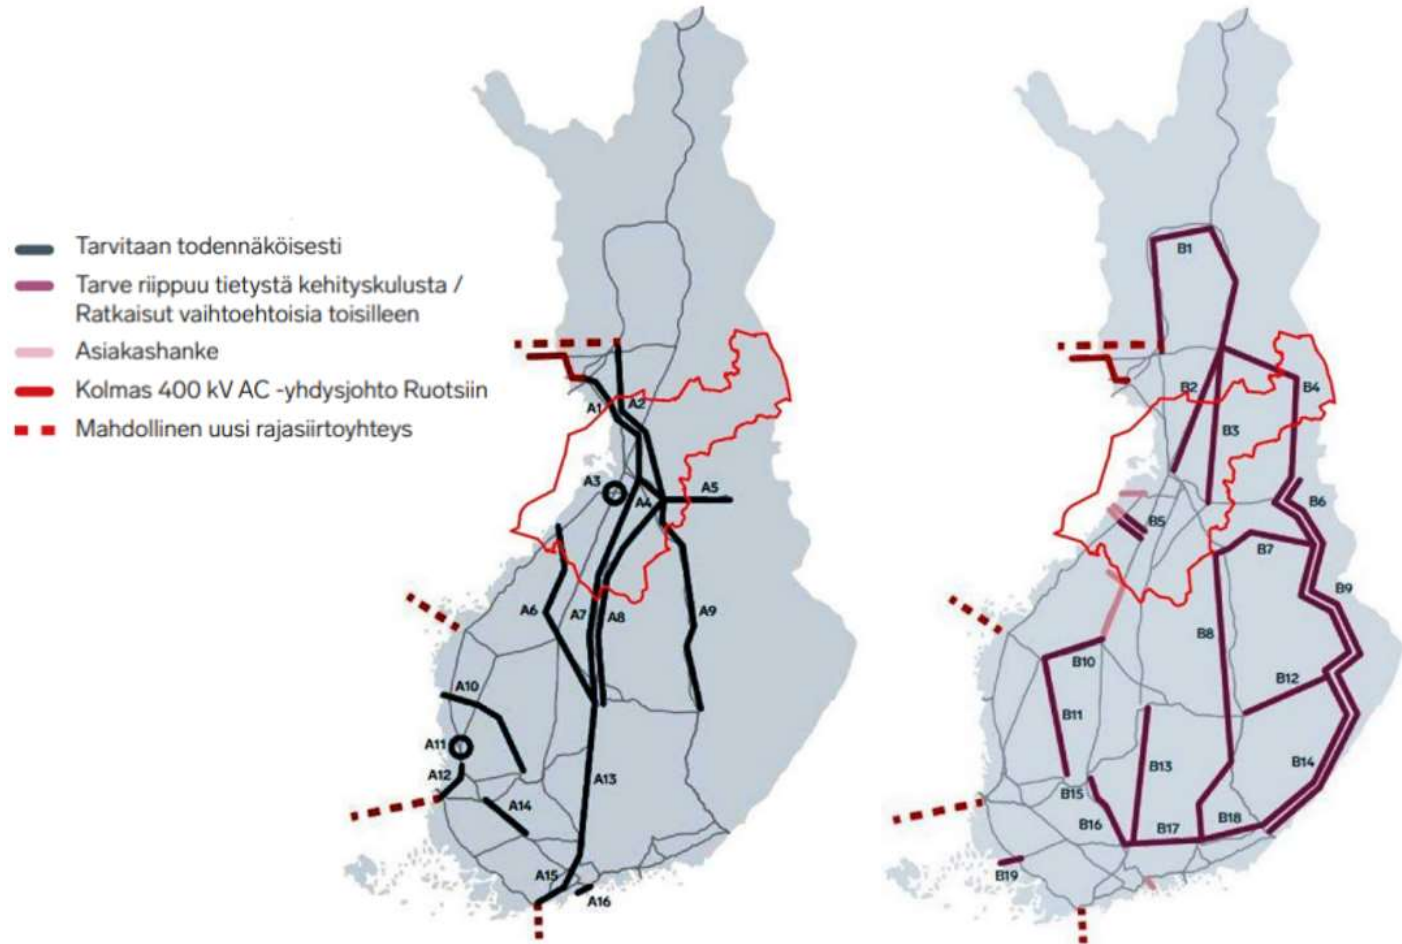 Tarvitaan todennäköisesti
Tarve riippuu tietystä kehityskulusta /
Ratkaisut vaihtoehtoisia toisilleen
Asiakashanke
Kolmas 400 kV AC -yhdysjohto Ruotsiin
Mahdollinen uusi rajasiirtoyhteys
A1
A2
A3
A4
A5
A6
A7
A8
A9
A10
A11
A12
A13
A14
A15
A16
B1
B2
B3
B4
B5
B6
B7
B8
B9
B10
B11
B12
B13
B14
B15
B16
B17
B18
B19